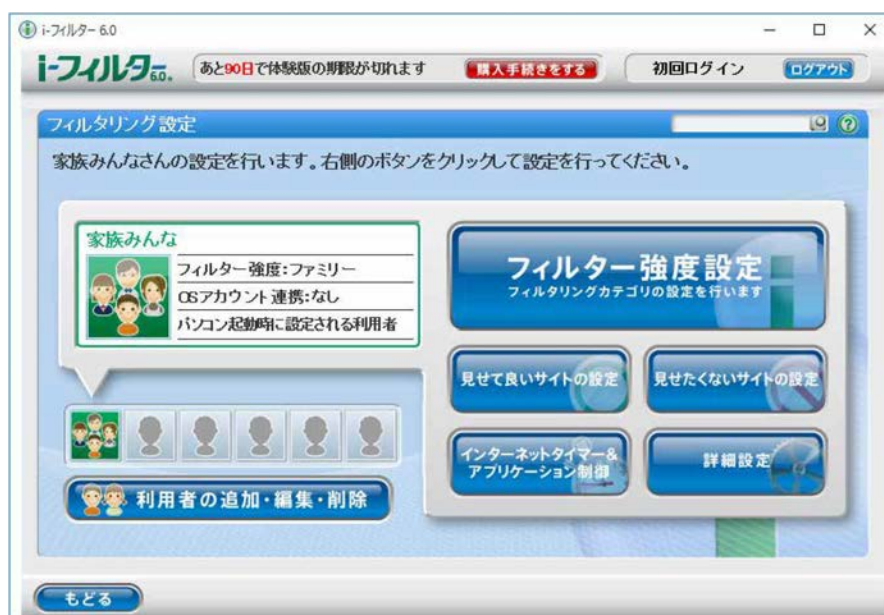 i-フィルター 6.0
i-フィルター 6.0.
あと90日で体験版の期限が切れます
購入手続きをする
初回ログイン
ログアウト
フィルタリング設定
家族みんなさんの設定を行います。右側のボタンをクリックして設定を行ってください。
家族みんな
フィルター強度:ファミリー
OSアカウント連携:なし
パソコン起動時に設定される利用者
フィルター強度設定
フィルタリングカテゴリの設定を行います
見せて良いサイトの設定
見せたくないサイトの設定
インターネットタイマー&
アプリケーション制御
詳細設定
利用者の追加・編集・削除
もどる